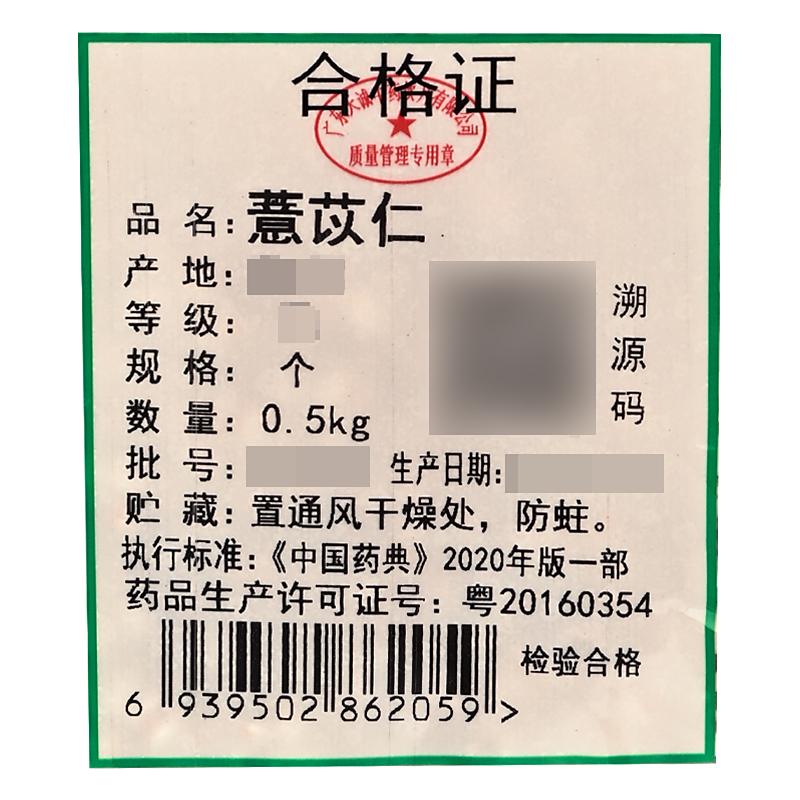 合格证
质量管理专用章
品 名：薏苡仁
产 地：
等 级：
规 格： 个
数 量：0.5kg
溯源码
批 号： 生产日期：
贮 藏：置通风干燥处，防蛀。
执行标准：《中国药典》2020年版一部
药品生产许可证号：粤20160354
检验合格
6 939502 862059 >